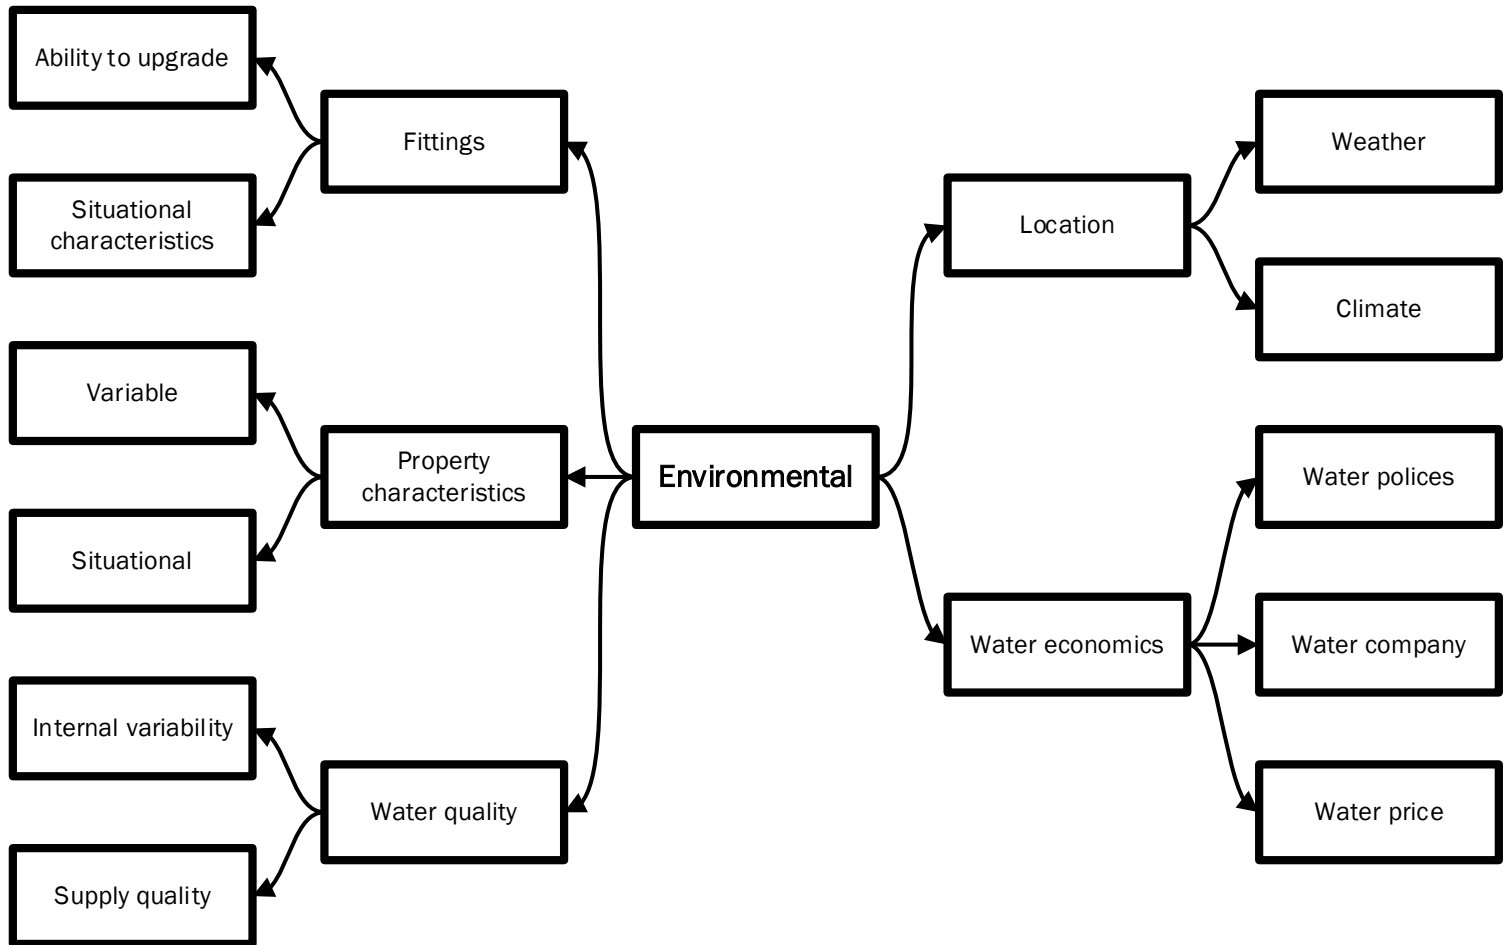 Ability to upgrade
Fittings
Situational
characteristics
Variable
Property
characteristics
Situational
Internal variability
Water quality
Supply quality
Environmental
Location
Weather
Climate
Water economics
Water polices
Water company
Water price